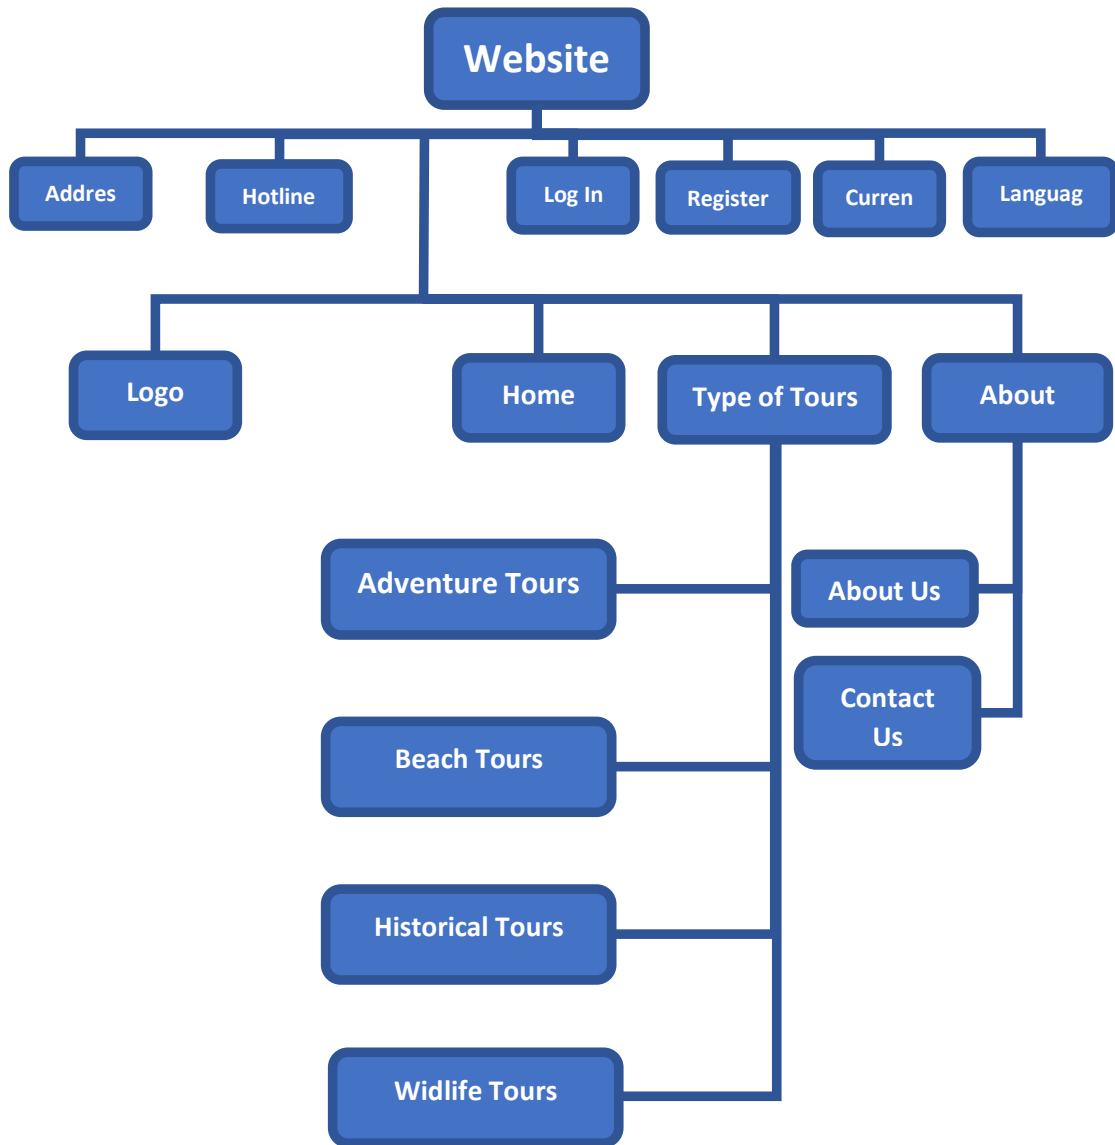 Website
Addres
Hotline
Log In
Register
Curren
Languag
Logo
Home
Type of Tours
About
Adventure Tours
About Us
Contact
Us
Beach Tours
Historical Tours
Widlife Tours